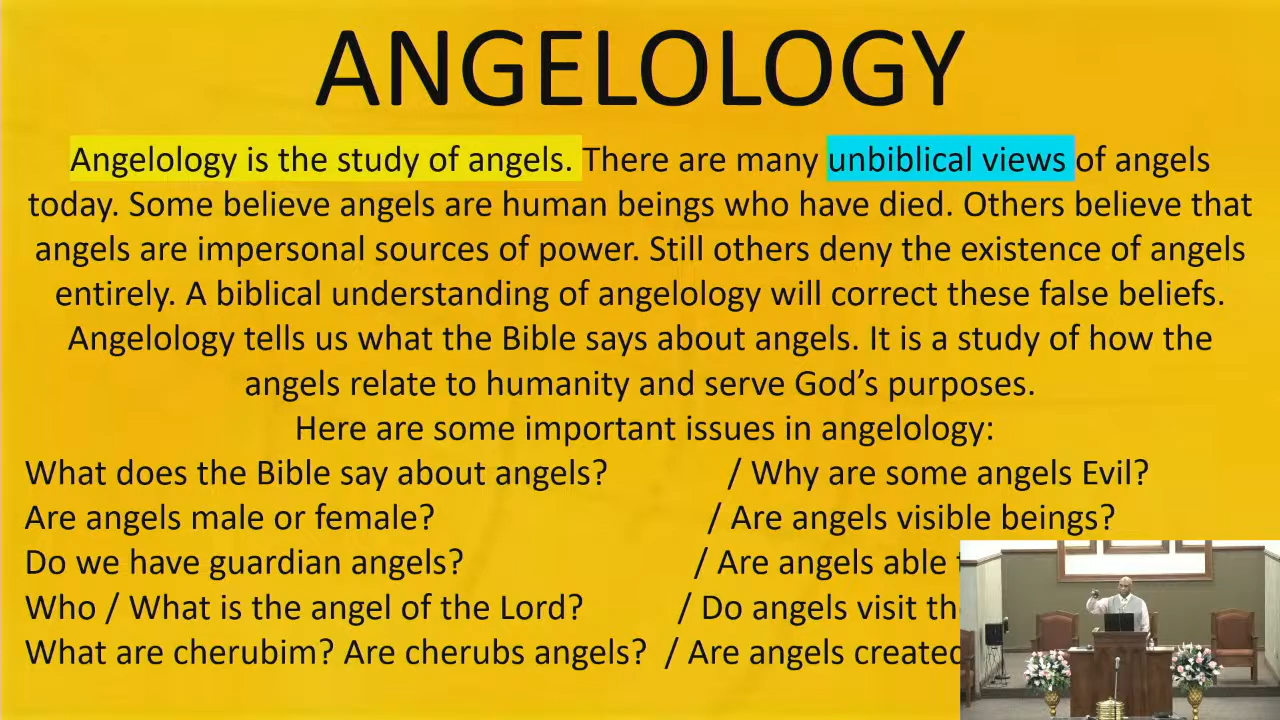 ANGELOLOGY
Angelology is the study of angels. There are many unbiblical views of angels
today. Some believe angels are human beings who have died. Others believe that
angels are impersonal sources of power. Still others deny the existence of angels
entirely. A biblical understanding of angelology will correct these false beliefs.
Angelology tells us what the Bible says about angels. It is a study of how the
angels relate to humanity and serve God’s purposes.
Here are some important issues in angelology:
What does the Bible say about angels? / Why are some angels Evil?
Are angels male or female? / Are angels visible beings?
Do we have guardian angels? / Are angels able
Who / What is the angel of the Lord? / Do angels visit
What are cherubim? Are cherubs angels? / Are angels created